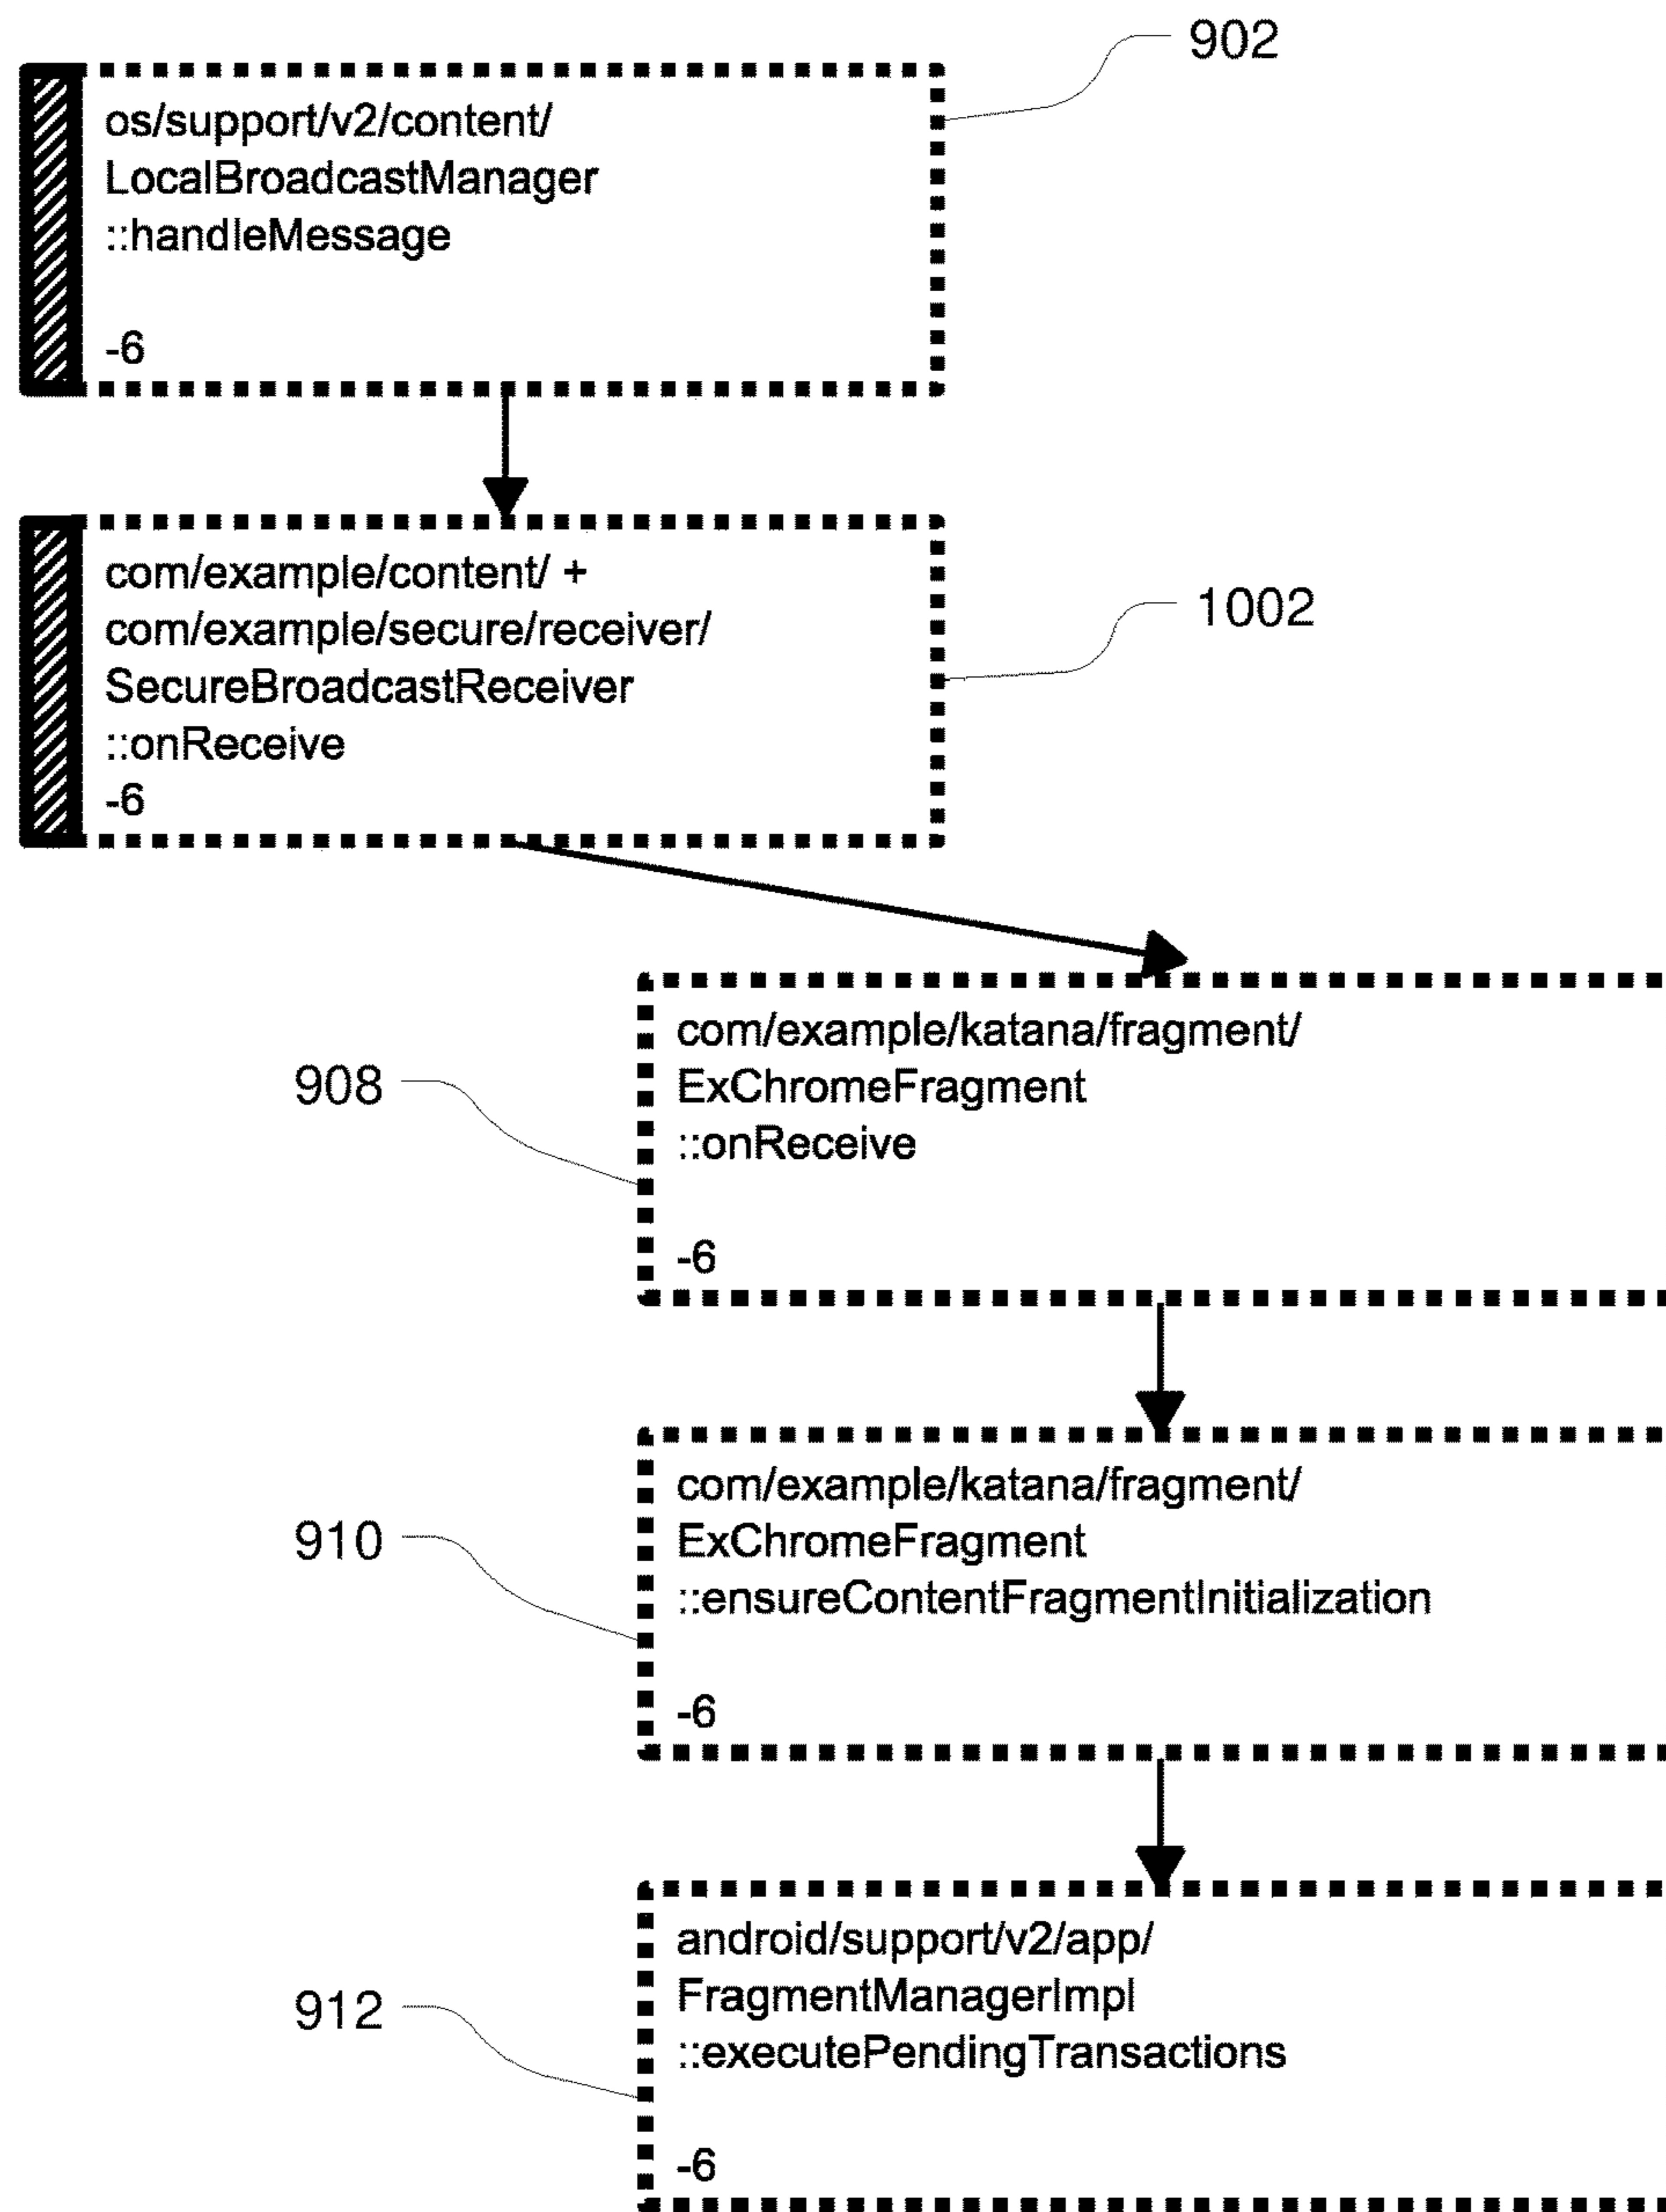 902
os/support/v2/content/
LocalBroadcastManager
::handleMessage
-6
com/example/content/ +
com/example/secure/receiver/
SecureBroadcastReceiver
::onReceive
-6
1002
com/example/katana/fragment/
ExChromeFragment
::onReceive
-6
908
com/example/katana/fragment/
ExChromeFragment
::ensureContentFragmentInitialization
-6
910
android/support/v2/app/
FragmentManagerImpl
::executePendingTransactions
-6
912